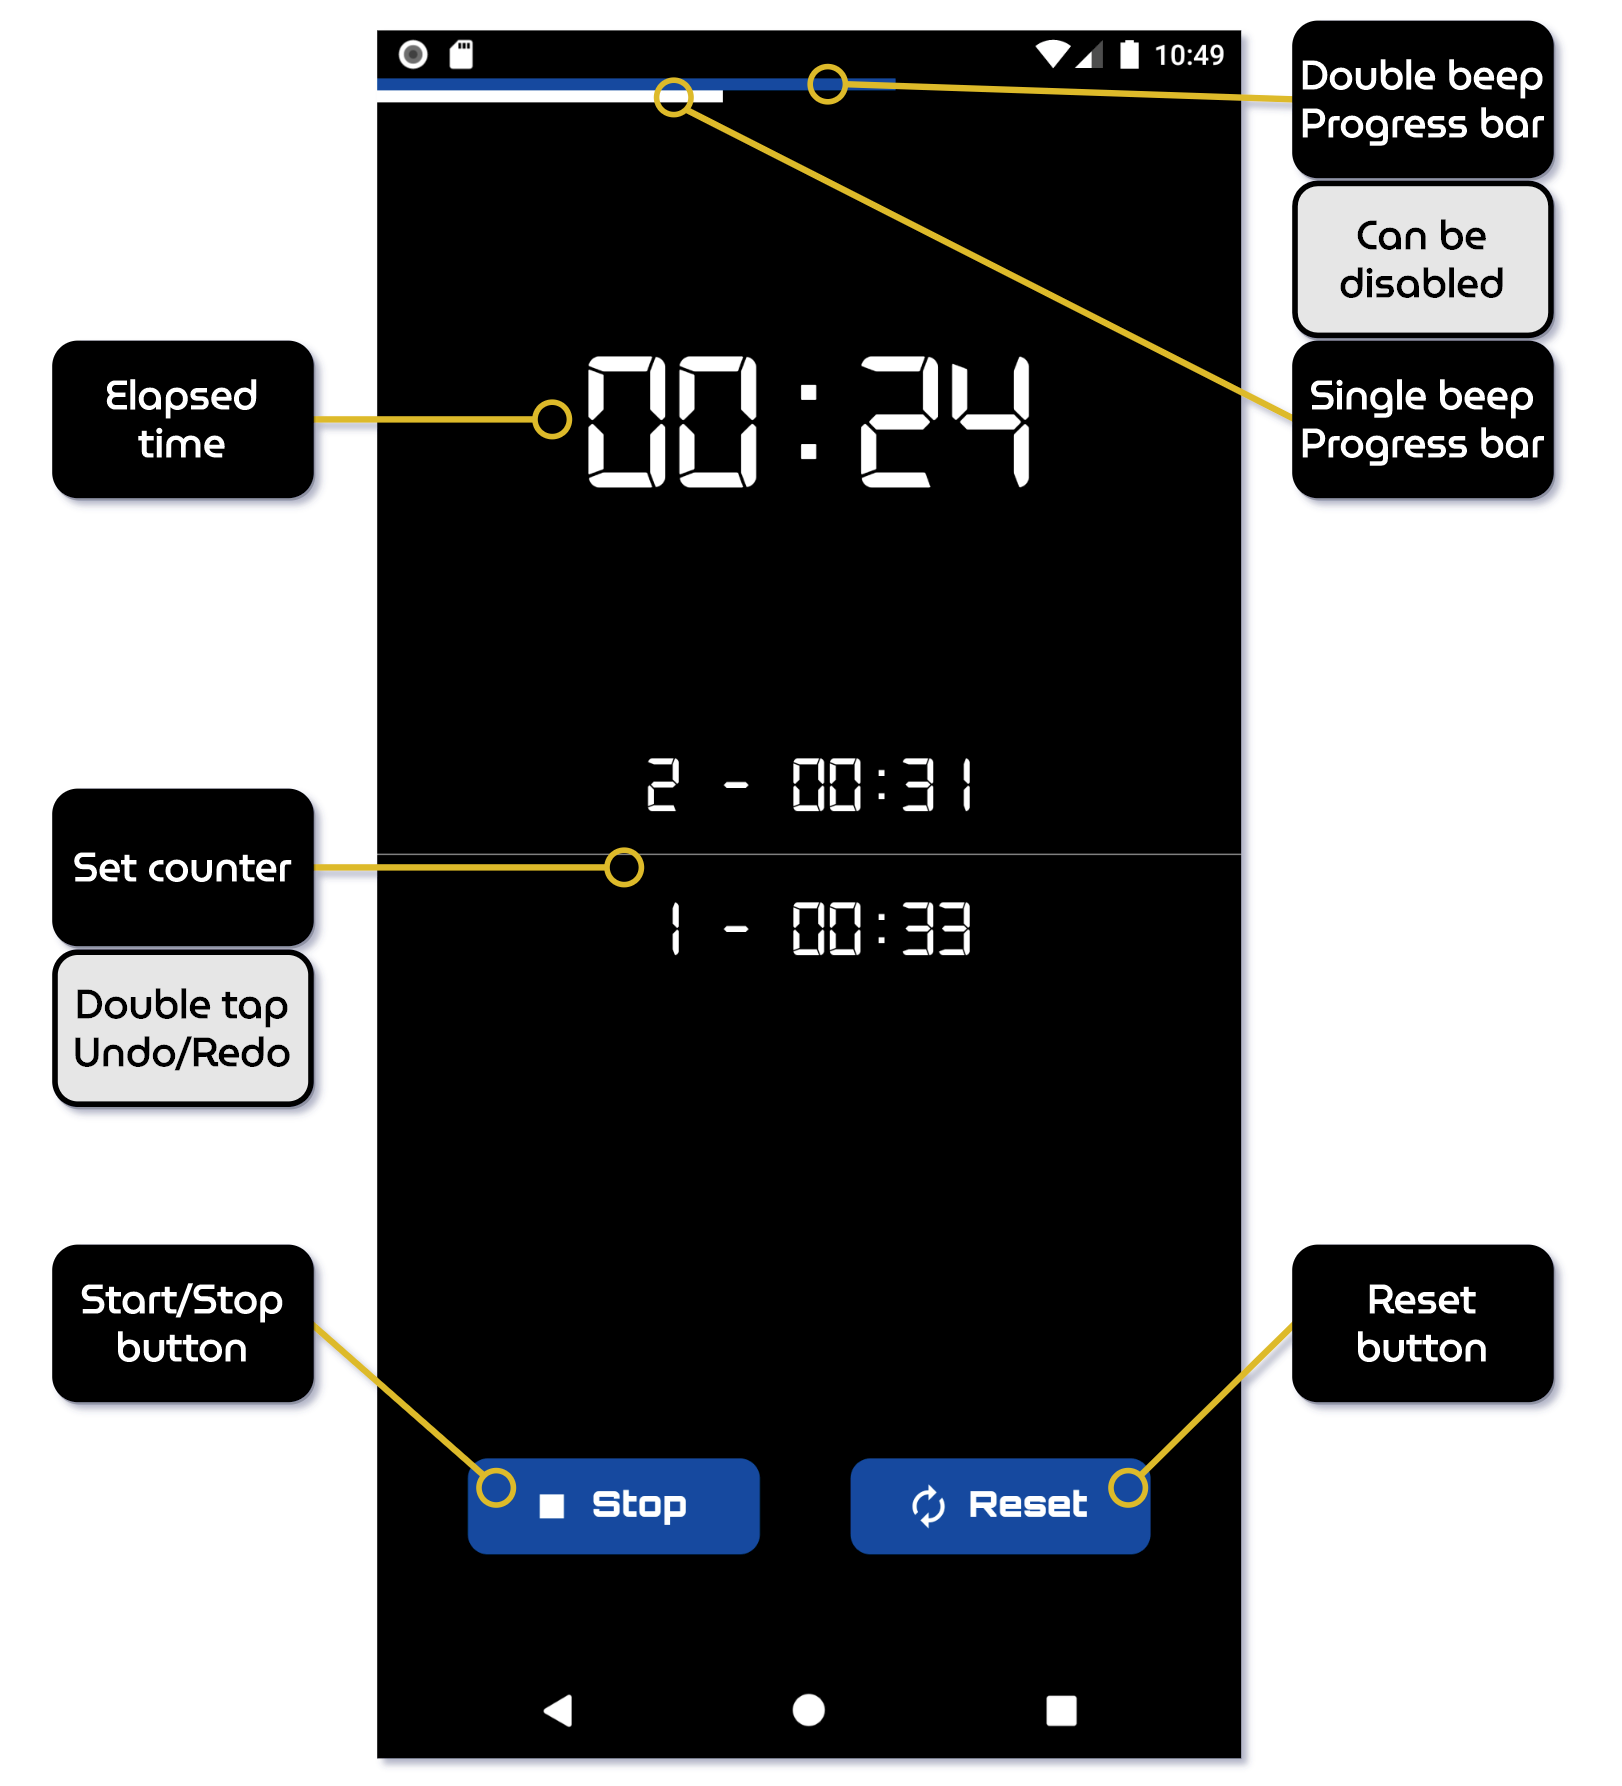 10:49
Double beep
Progress bar
Can be
disabled
Single beep
Progress bar
Elapsed
time
00:24
2 - 00:31
Set counter
1 - 00:33
Double tap
Undo/Redo
Start/Stop
button
Reset
button
Stop
Reset